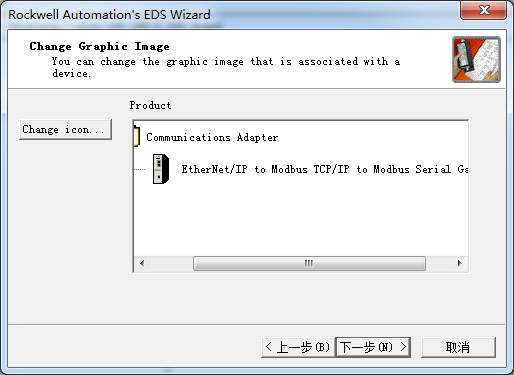 Rockwell Automation's EDS Wizard
Change Graphic Image
You can change the graphic image that is associated with a
device.
Product
Change icon...
Communications Adapter
EtherNet/IP to Modbus TCP/IP to Modbus Serial Ga
< 上一步(B)
下一步(N) >
取消